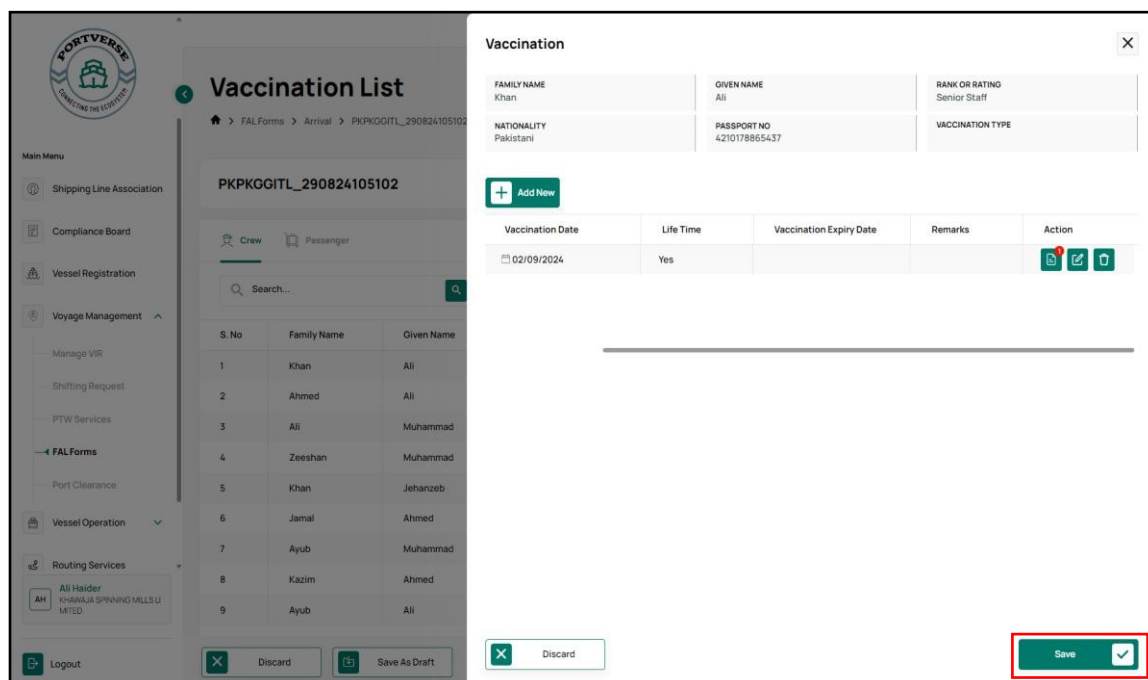 PORTVERSE
CONNECTING THE ECOSYSTEM
Main Menu
Shipping Line Association
Compliance Board
Vessel Registration
Voyage Management
Manage VIR
Shifting Request
PTW Services
FAL Forms
Port Clearance
Vessel Operation
Routing Services
AH
Ali Haider
KHAWAJA SPINNING MILLS LI
MITED
Logout
Vaccination List
> FAL Forms > Arrival > PKPKGGITL_290824105102
PKPKGGITL_290824105102
Crew Passenger
Search...
S. No Family Name Given Name
1 Khan Ali
2 Ahmed Ali
3 Ali Muhammad
4 Zeeshan Muhammad
5 Khan Jehanzeb
6 Jamal Ahmed
7 Ayub Muhammad
8 Kazim Ahmed
9 Ayub Ali
Discard Save As Draft
Vaccination
FAMILY NAME GIVEN NAME RANK OR RATING
Khan Ali Senior Staff
NATIONALITY PASSPORT NO VACCINATION TYPE
Pakistani 4210178865437
Add New
Vaccination Date Life Time Vaccination Expiry Date Remarks Action
02/09/2024 Yes 1
Discard Save